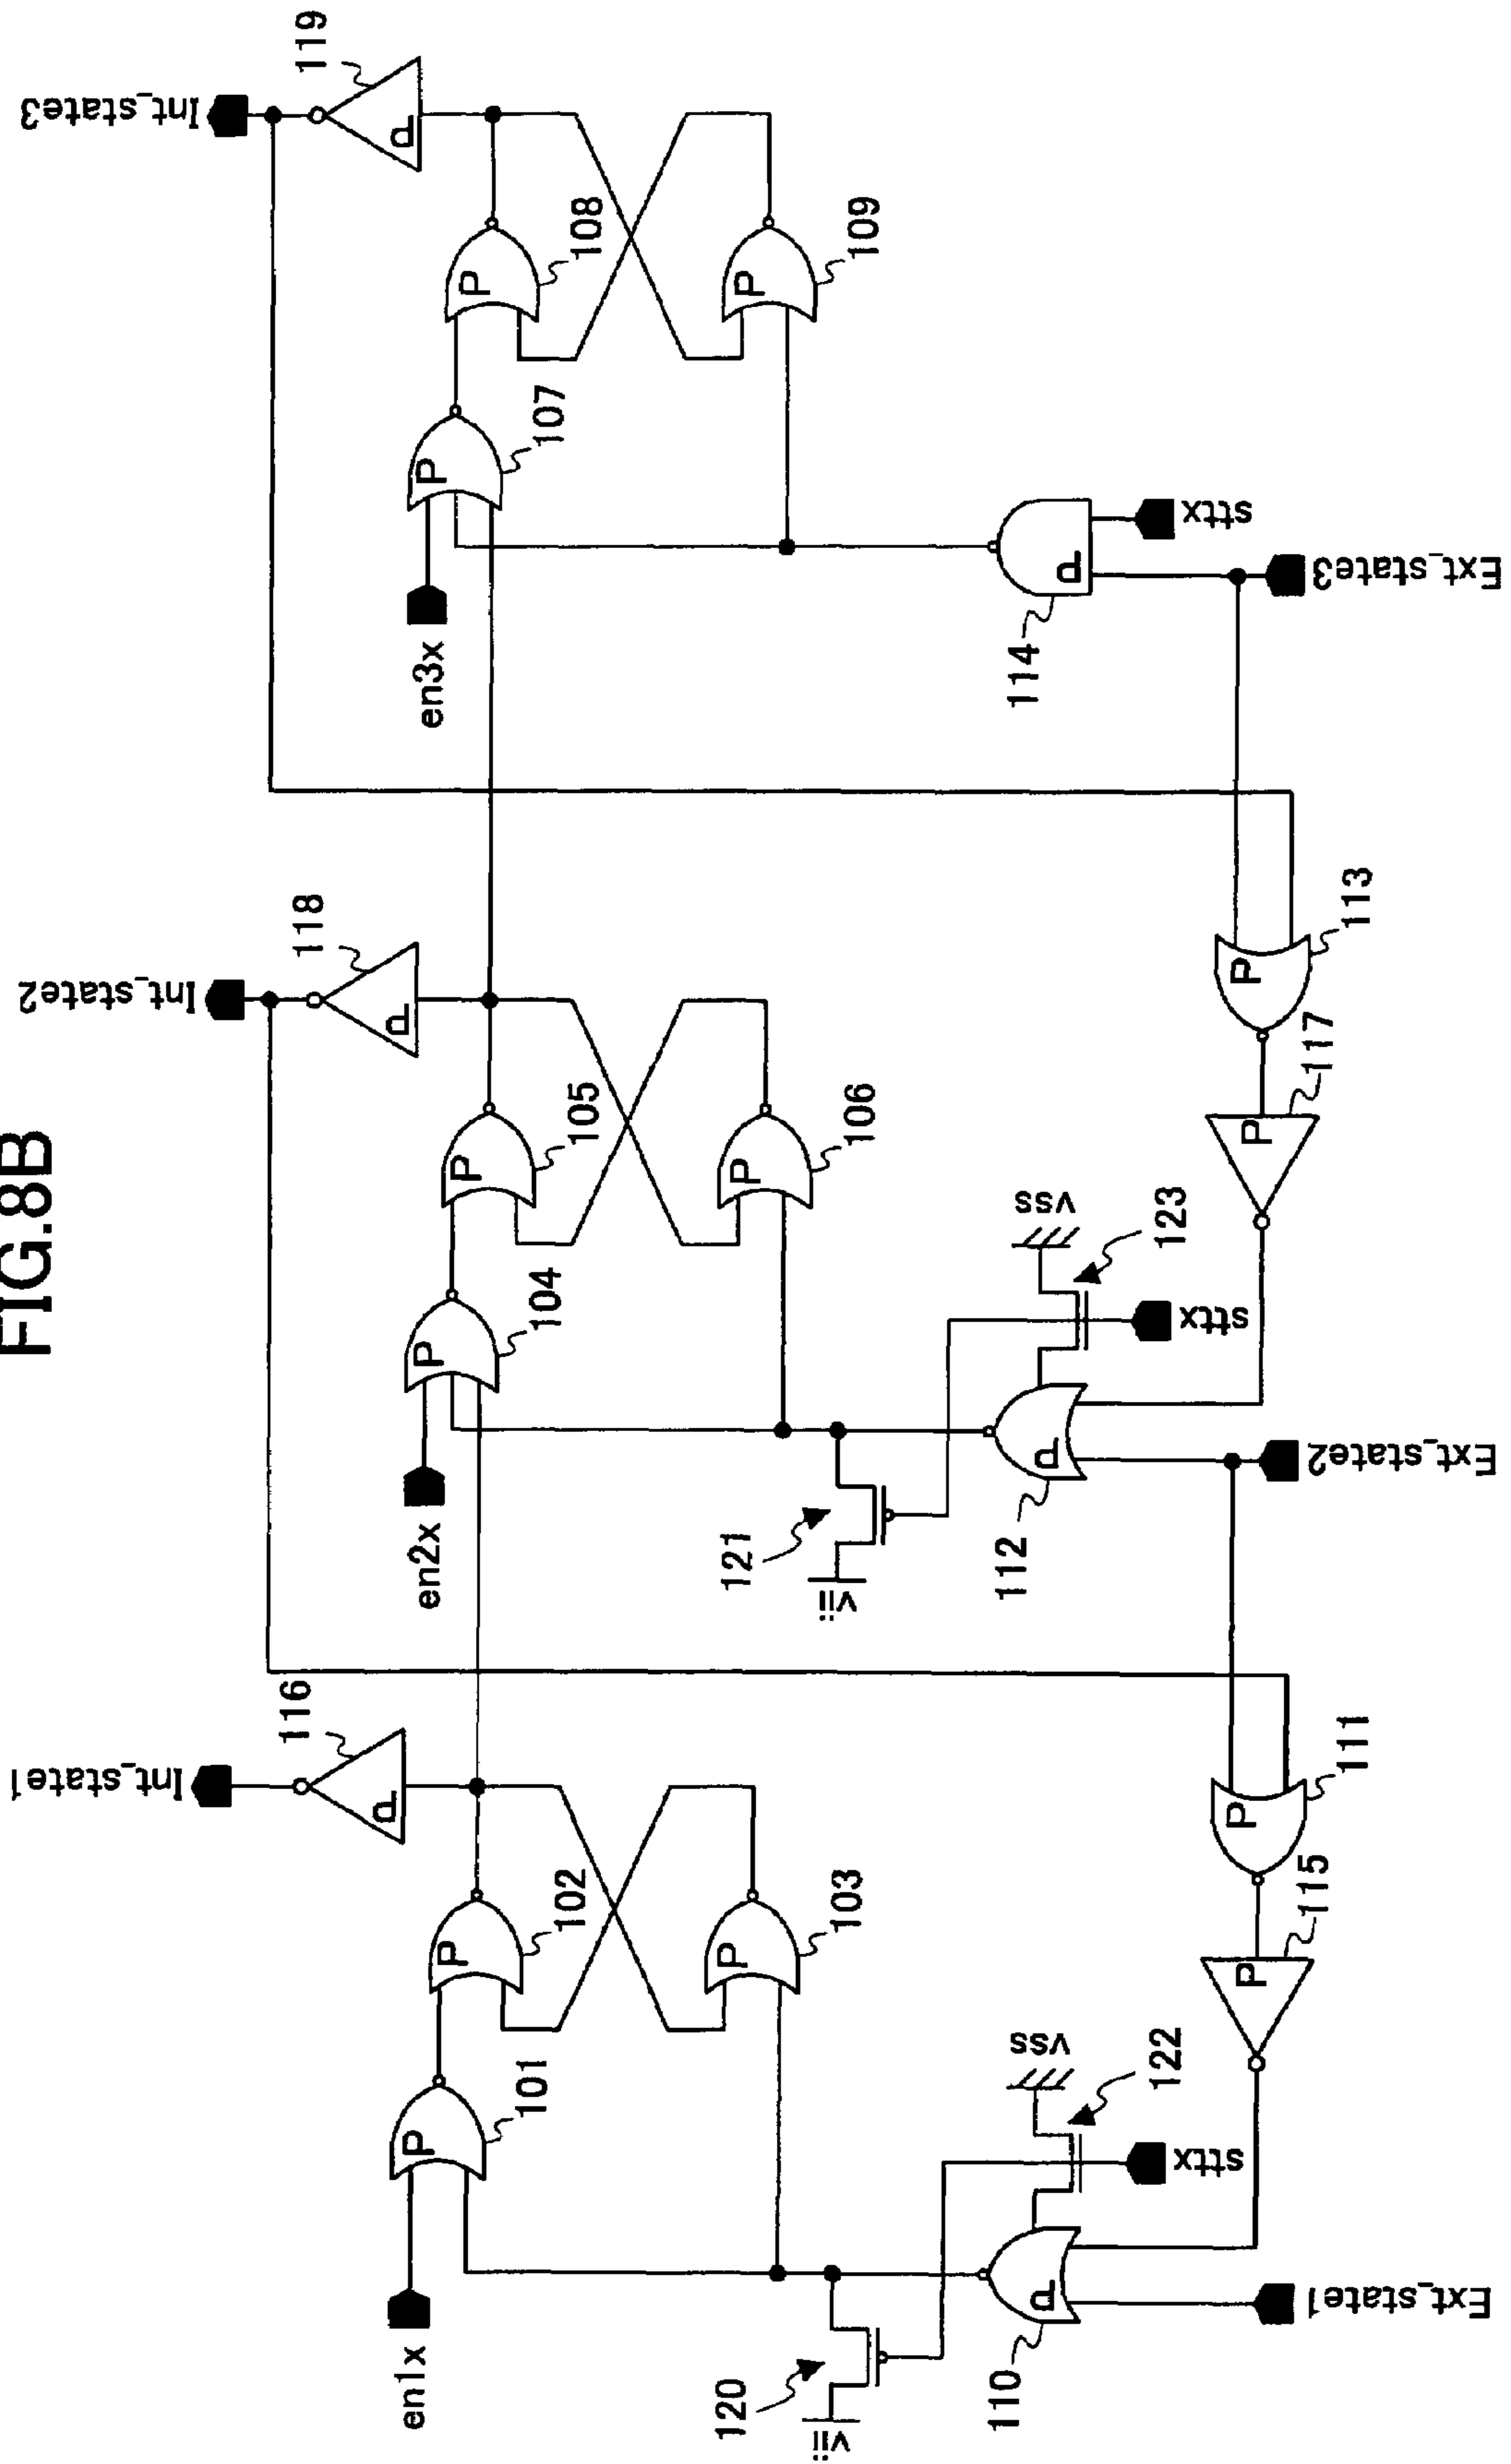 FIG.8B
Int_state1
Int_state2
Int_state3
116
118
119
en1x
en2x
en3x
P
101
P
102
P
103
P
104
P
105
P
106
P
107
P
108
P
109
P
P
P
120
vii
121
vii
122
vss
123
vss
sttx
sttx
sttx
110
P
112
P
114
P
111
P
113
P
115
P
117
P
Ext_state1
Ext_state2
Ext_state3